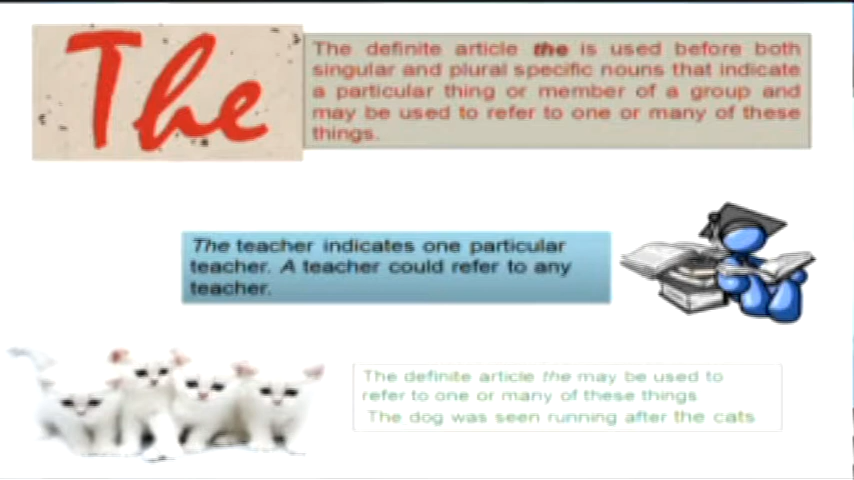 The
The definite article the is used before both
singular and plural specific nouns that indicate
a particular thing or member of a group and
may be used to refer to one or many of these
things.
The teacher indicates one particular
teacher. A teacher could refer to any
teacher.
The definite article the may be used to
refer to one or many of these things
The dog was seen running after the cats